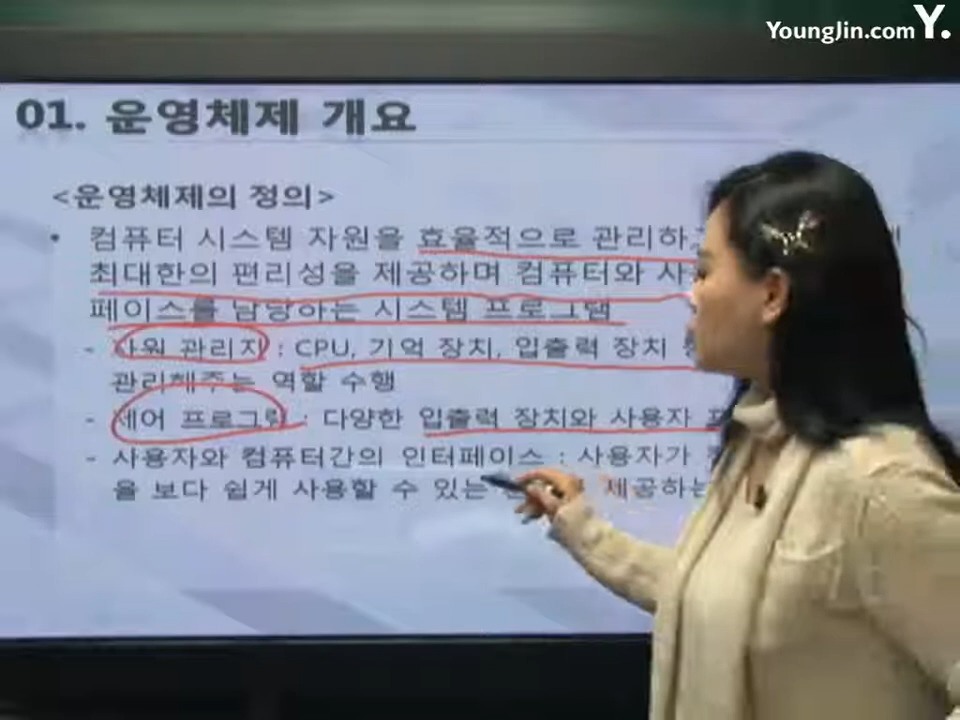 YoungJin.com Y.
01. 운영체제 개요
<운영체제의 정의>
• 컴퓨터 시스템 자원을 효율적으로 관리하
최대한의 편리성을 제공하며 컴퓨터와 사
페이스를 담당하는 시스템 프로그램
- 자원 관리자 : CPU, 기억 장치, 입출력 장치
관리해주는 역할 수행
- 제어 프로그램 : 다양한 입출력 장치와 사용자
- 사용자와 컴퓨터간의 인터페이스 : 사용자가
을 보다 쉽게 사용할 수 있는 제공하는